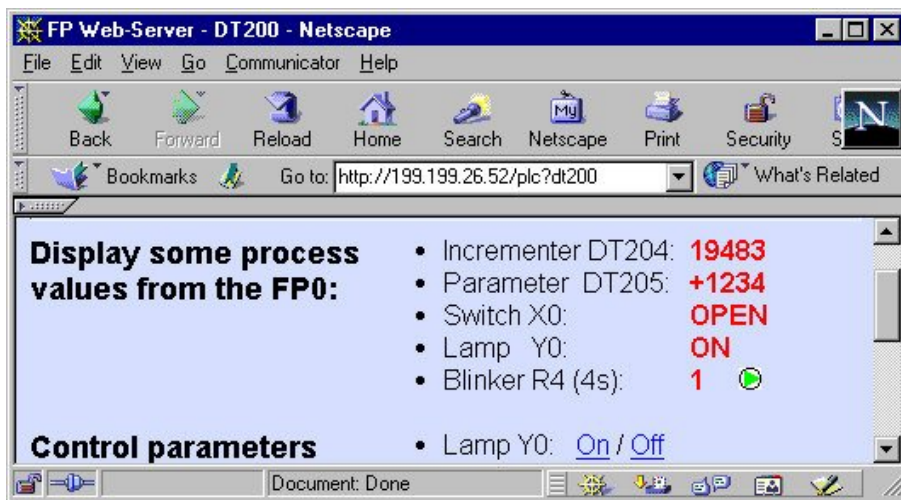 FP Web-Server - DT200 - Netscape
File Edit View Go Communicator Help
Back Forward Reload Home Search Netscape Print Security
My
N
Bookmarks Go to: http://199.199.26.52/plc?dt200 What's Related
Display some process
values from the FP0:
• Incrementer DT204: 19483
• Parameter DT205: +1234
• Switch X0: OPEN
• Lamp Y0: ON
• Blinker R4 (4s): 1
Control parameters
• Lamp Y0: On / Off
Document: Done